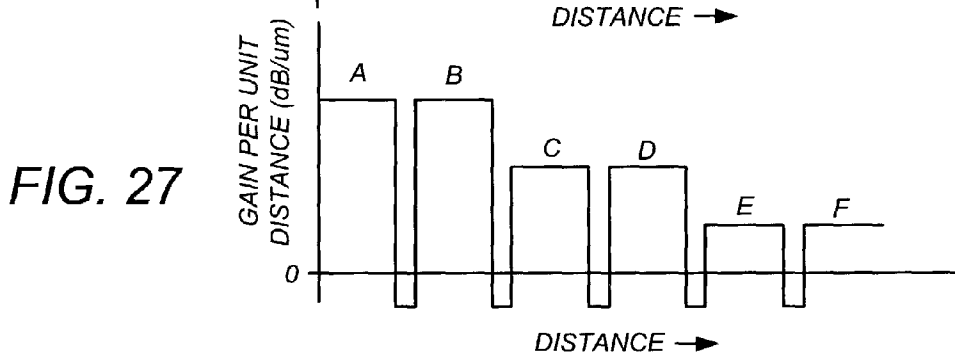 DISTANCE →
GAIN PER UNIT
DISTANCE (dB/um)
A
B
C
D
E
F
FIG. 27
0
DISTANCE →